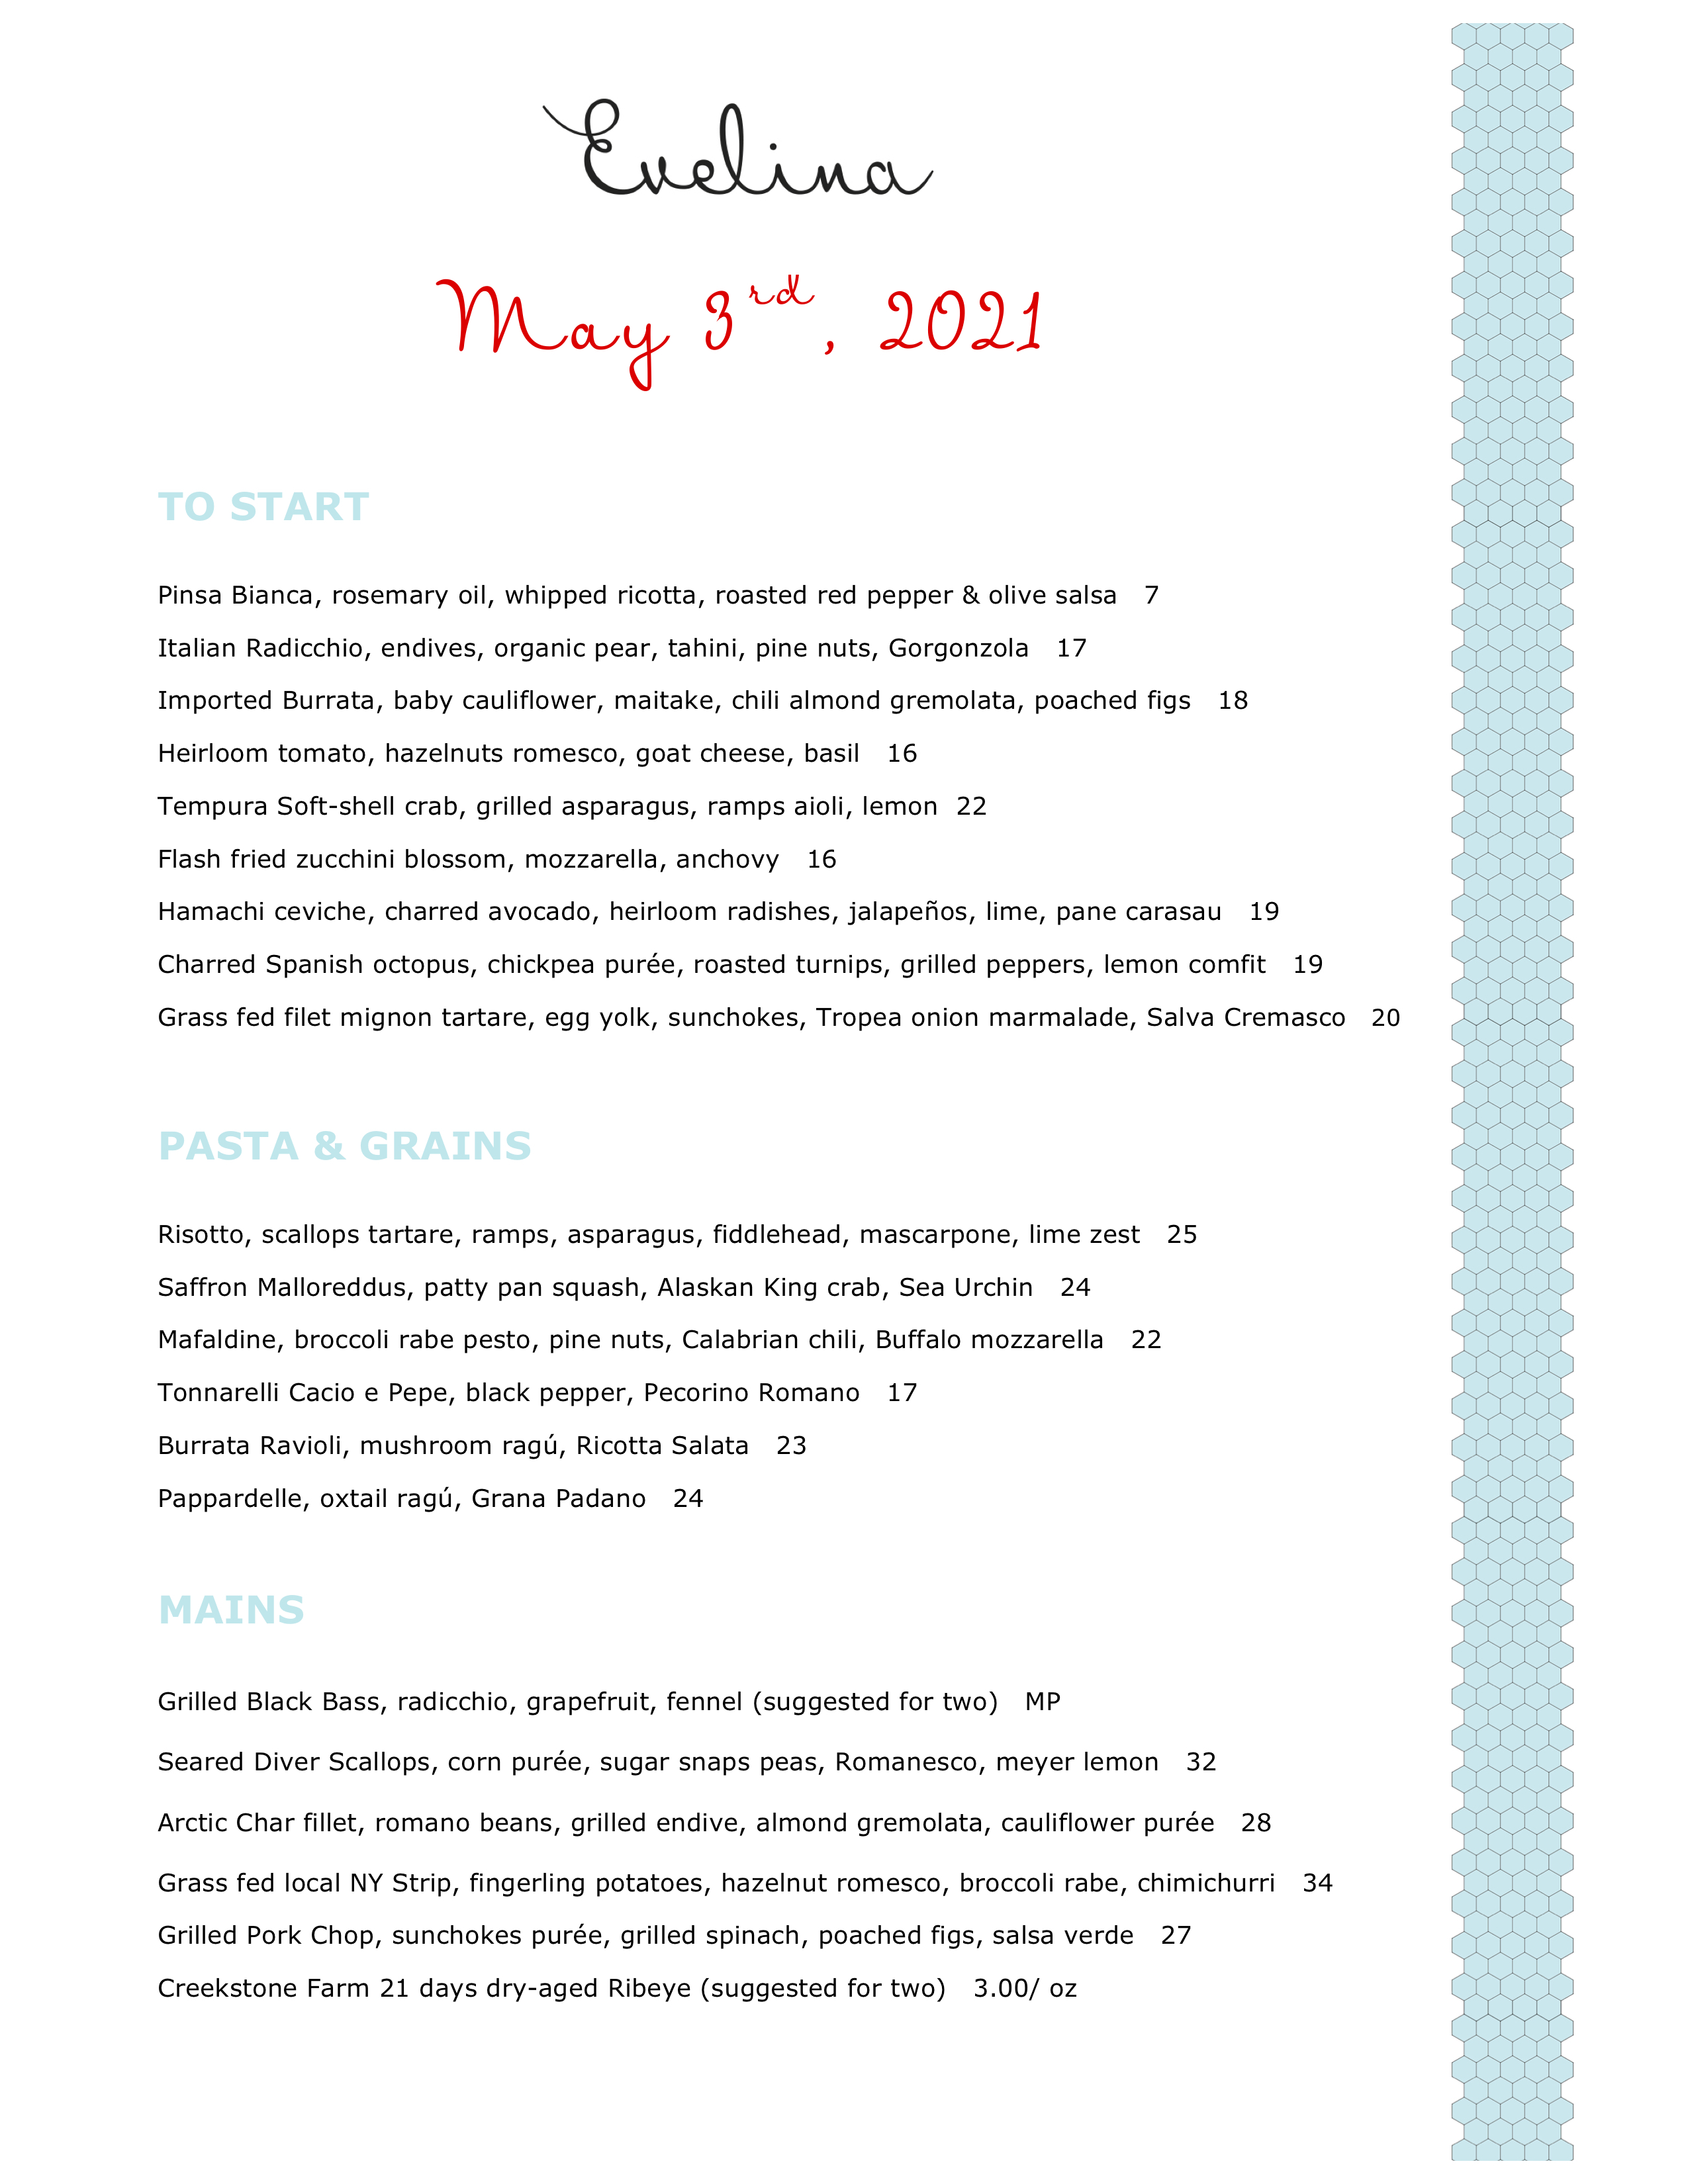 Evelina
May 3rd, 2021
TO START
Pinsa Bianca, rosemary oil, whipped ricotta, roasted red pepper & olive salsa 7
Italian Radicchio, endives, organic pear, tahini, pine nuts, Gorgonzola 17
Imported Burrata, baby cauliflower, maitake, chili almond gremolata, poached figs 18
Heirloom tomato, hazelnuts romesco, goat cheese, basil 16
Tempura Soft-shell crab, grilled asparagus, ramps aioli, lemon 22
Flash fried zucchini blossom, mozzarella, anchovy 16
Hamachi ceviche, charred avocado, heirloom radishes, jalapeños, lime, pane carasau 19
Charred Spanish octopus, chickpea purée, roasted turnips, grilled peppers, lemon comfit 19
Grass fed filet mignon tartare, egg yolk, sunchokes, Tropea onion marmalade, Salva Cremasco 20
PASTA & GRAINS
Risotto, scallops tartare, ramps, asparagus, fiddlehead, mascarpone, lime zest 25
Saffron Malloreddus, patty pan squash, Alaskan King crab, Sea Urchin 24
Mafaldine, broccoli rabe pesto, pine nuts, Calabrian chili, Buffalo mozzarella 22
Tonnarelli Cacio e Pepe, black pepper, Pecorino Romano 17
Burrata Ravioli, mushroom ragú, Ricotta Salata 23
Pappardelle, oxtail ragú, Grana Padano 24
MAINS
Grilled Black Bass, radicchio, grapefruit, fennel (suggested for two) MP
Seared Diver Scallops, corn purée, sugar snaps peas, Romanesco, meyer lemon 32
Arctic Char fillet, romano beans, grilled endive, almond gremolata, cauliflower purée 28
Grass fed local NY Strip, fingerling potatoes, hazelnut romesco, broccoli rabe, chimichurri 34
Grilled Pork Chop, sunchokes purée, grilled spinach, poached figs, salsa verde 27
Creekstone Farm 21 days dry-aged Ribeye (suggested for two) 3.00/ oz